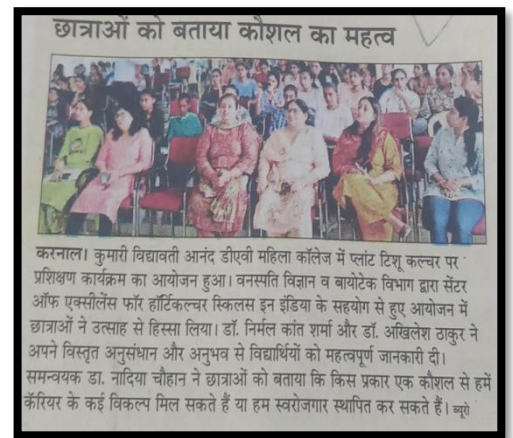 छात्राओं को बताया कौशल का महत्व
करनाल। कुमारी विद्यावती आनंद डीएवी महिला कॉलेज में प्लांट टिशू कल्चर पर
प्रशिक्षण कार्यक्रम का आयोजन हुआ। वनस्पति विज्ञान व बायोटेक विभाग द्वारा सेंटर
ऑफ एक्सीलेंस फॉर हॉर्टिकल्चर स्किलस इन इंडिया के सहयोग से हुए आयोजन में
छात्राओं ने उत्साह से हिस्सा लिया। डॉ. निर्मल कांत शर्मा और डॉ. अखिलेश ठाकुर ने
अपने विस्तृत अनुसंधान और अनुभव से विद्यार्थियों को महत्वपूर्ण जानकारी दी।
समन्वयक डा. नादिया चौहान ने छात्राओं को बताया कि किस प्रकार एक कौशल से हमें
कॅरियर के कई विकल्प मिल सकते हैं या हम स्वरोजगार स्थापित कर सकते हैं। ब्यूरो